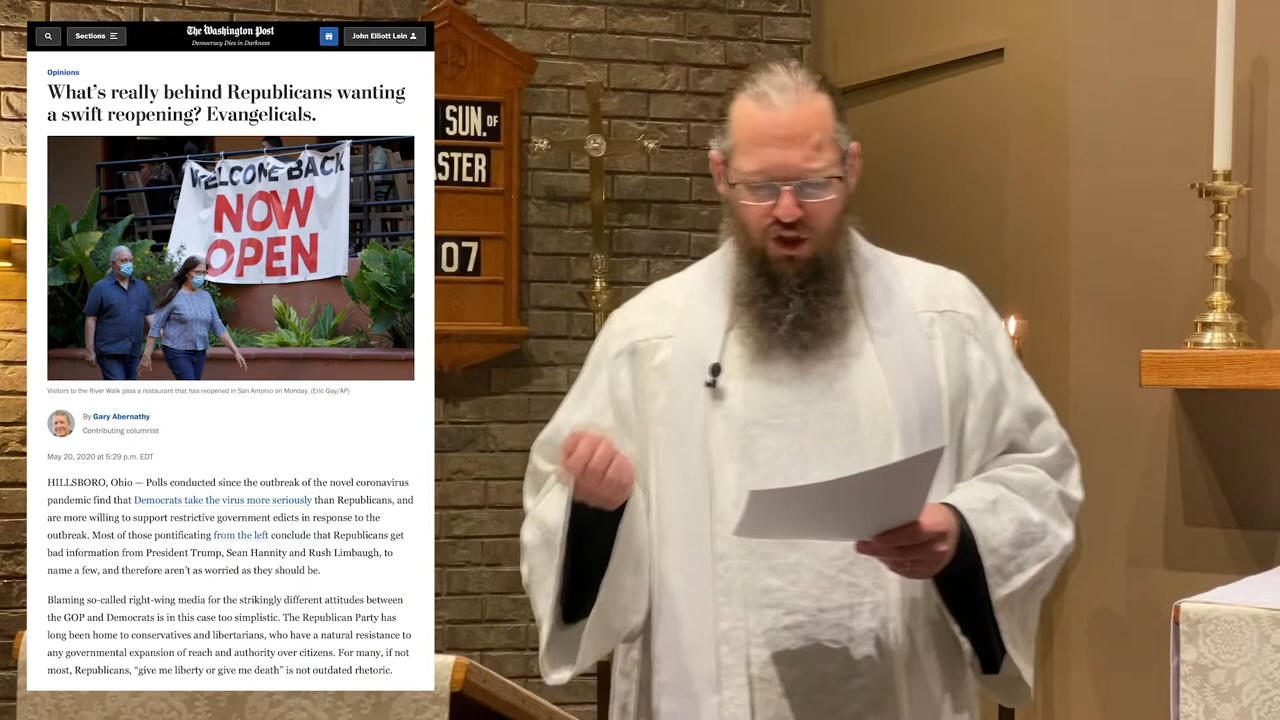 Sections
The Washington Post
Democracy Dies in Darkness
John Elliott Lein
Opinions
What's really behind Republicans wanting
a swift reopening? Evangelicals.
WELCOME BACK
NOW
OPEN
Visitors to the River Walk pass a restaurant that has reopened in San Antonio on Monday. (Eric Gay/AP)
By Gary Abernathy
Contributing columnist
May 20, 2020 at 5:29 p.m. EDT
HILLSBORO, Ohio — Polls conducted since the outbreak of the novel coronavirus
pandemic find that Democrats take the virus more seriously than Republicans, and
are more willing to support restrictive government edicts in response to the
outbreak. Most of those pontificating from the left conclude that Republicans get
bad information from President Trump, Sean Hannity and Rush Limbaugh, to
name a few, and therefore aren't as worried as they should be.
Blaming so-called right-wing media for the strikingly different attitudes between
the GOP and Democrats is in this case too simplistic. The Republican Party has
long been home to conservatives and libertarians, who have a natural resistance to
any governmental expansion of reach and authority over citizens. For many, if not
most, Republicans, "give me liberty or give me death" is not outdated rhetoric.
SUN. OF
ASTER
07